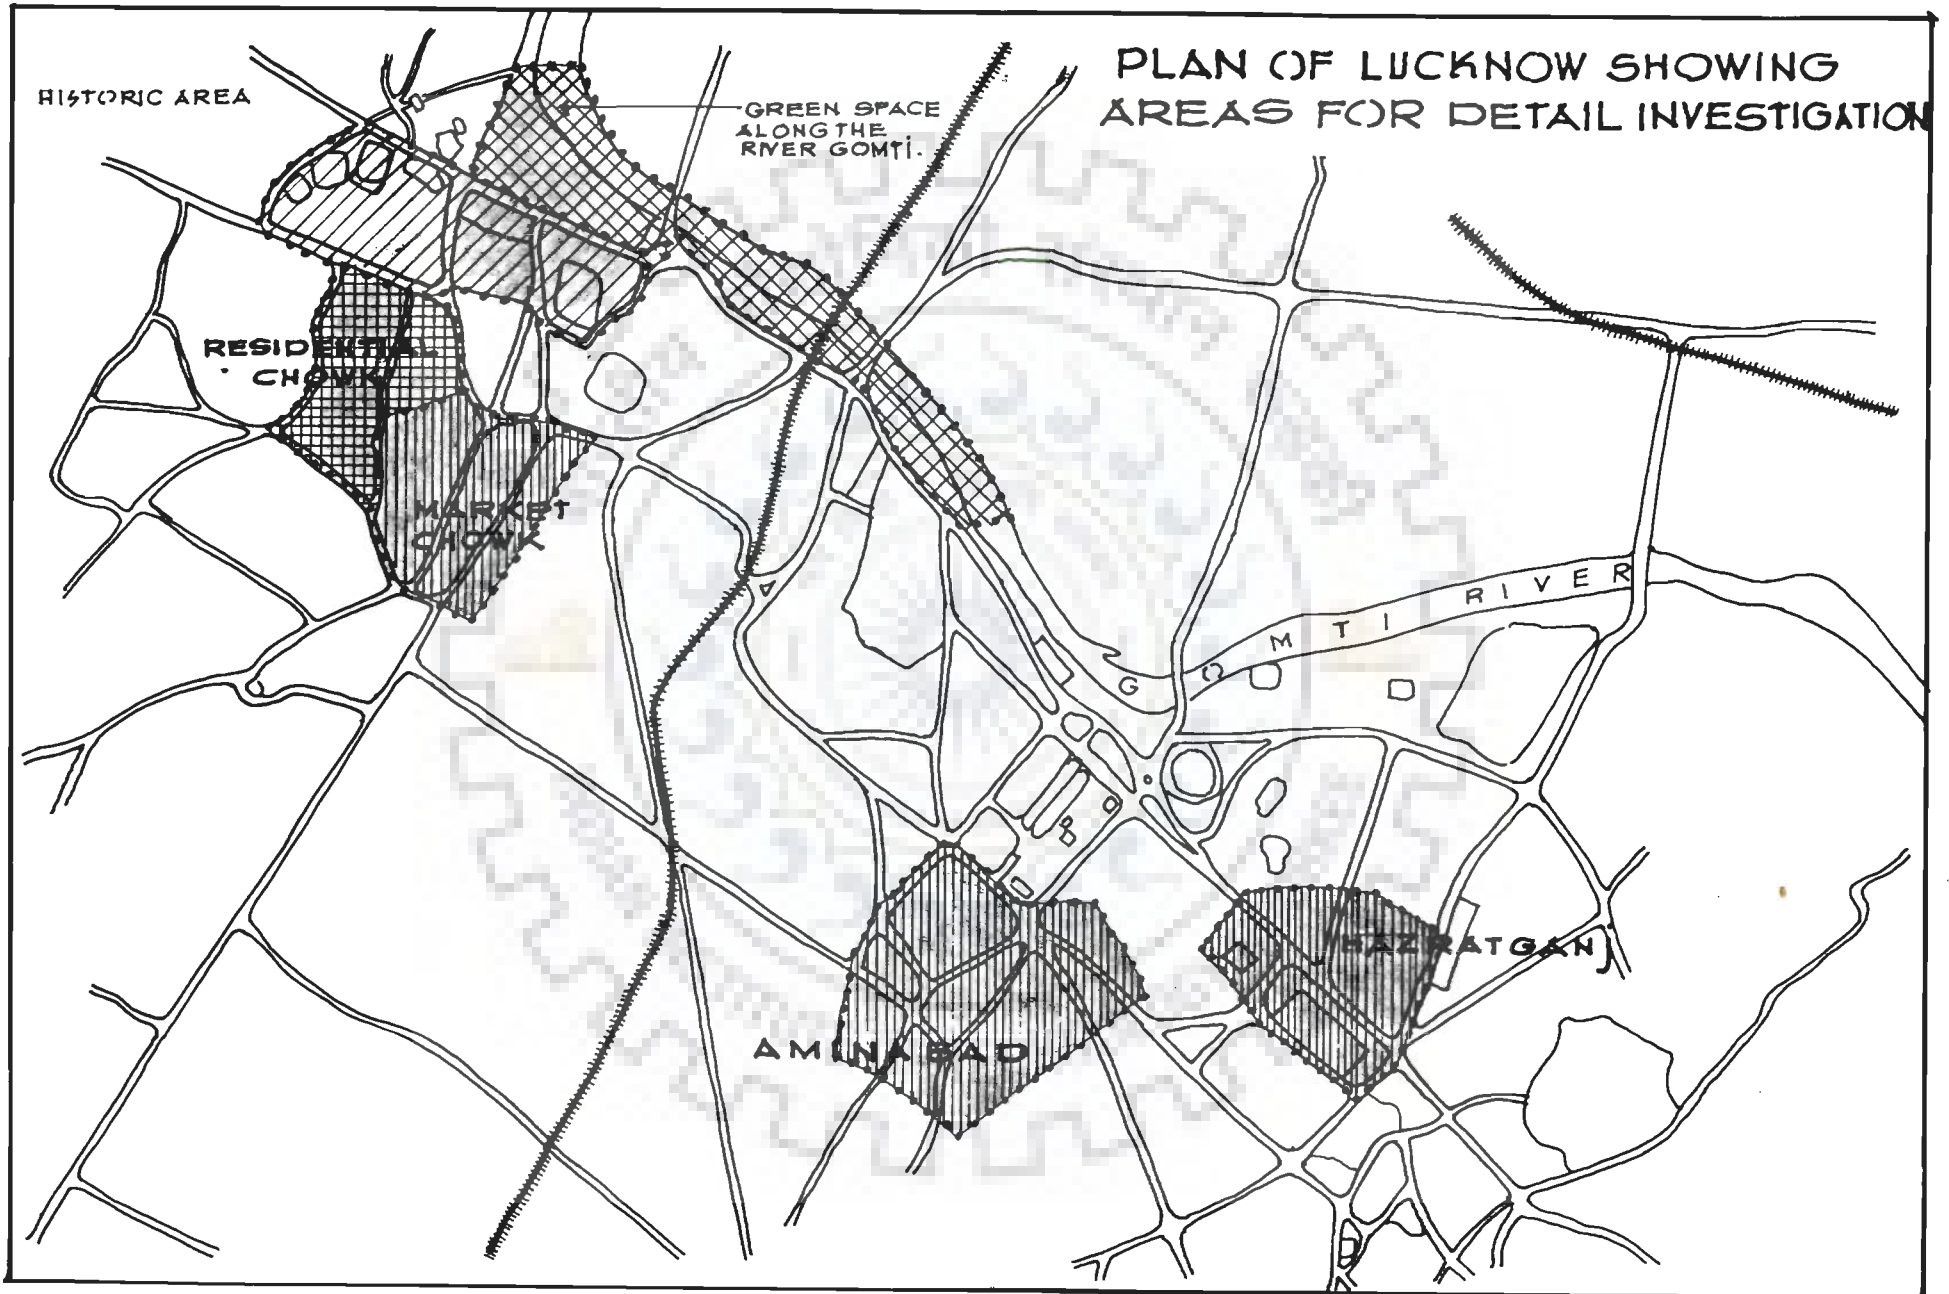 PLAN OF LUCKNOW SHOWING
AREAS FOR DETAIL INVESTIGATION
HISTORIC AREA
GREEN SPACE
ALONG THE
RIVER GOMTI.
RESIDENTIAL
CHOWK
MARKET
CHOWK
GOMTI RIVER
HAZRATGANJ
AMINABAD